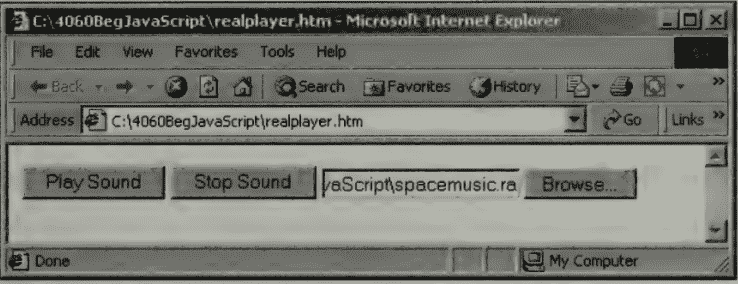 C:\4060BegJavaScript\realplayer.htm - Microsoft Internet Explorer
File Edit View Favorites Tools Help
Back Search Favorites History
Address C:\4060BegJavaScript\realplayer.htm Go Links »
Play Sound Stop Sound vaScript\spacemusic.ra Browse...
Done My Computer